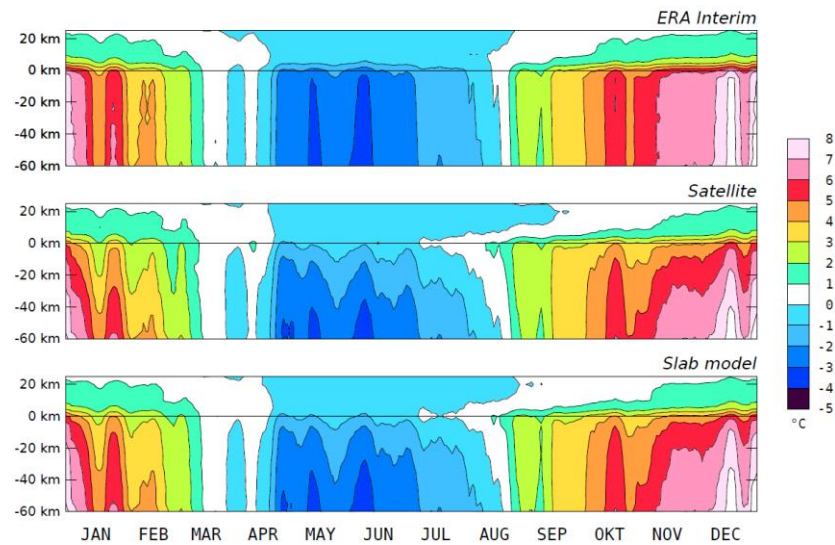 ERA Interim
20 km
0 km
-20 km
-40 km
-60 km
Satellite
20 km
0 km
-20 km
-40 km
-60 km
Slab model
20 km
0 km
-20 km
-40 km
-60 km
JAN FEB MAR APR MAY JUN JUL AUG SEP OKT NOV DEC
8
7
6
5
4
3
2
1
0
-1
-2
-3
-4
-5
°C